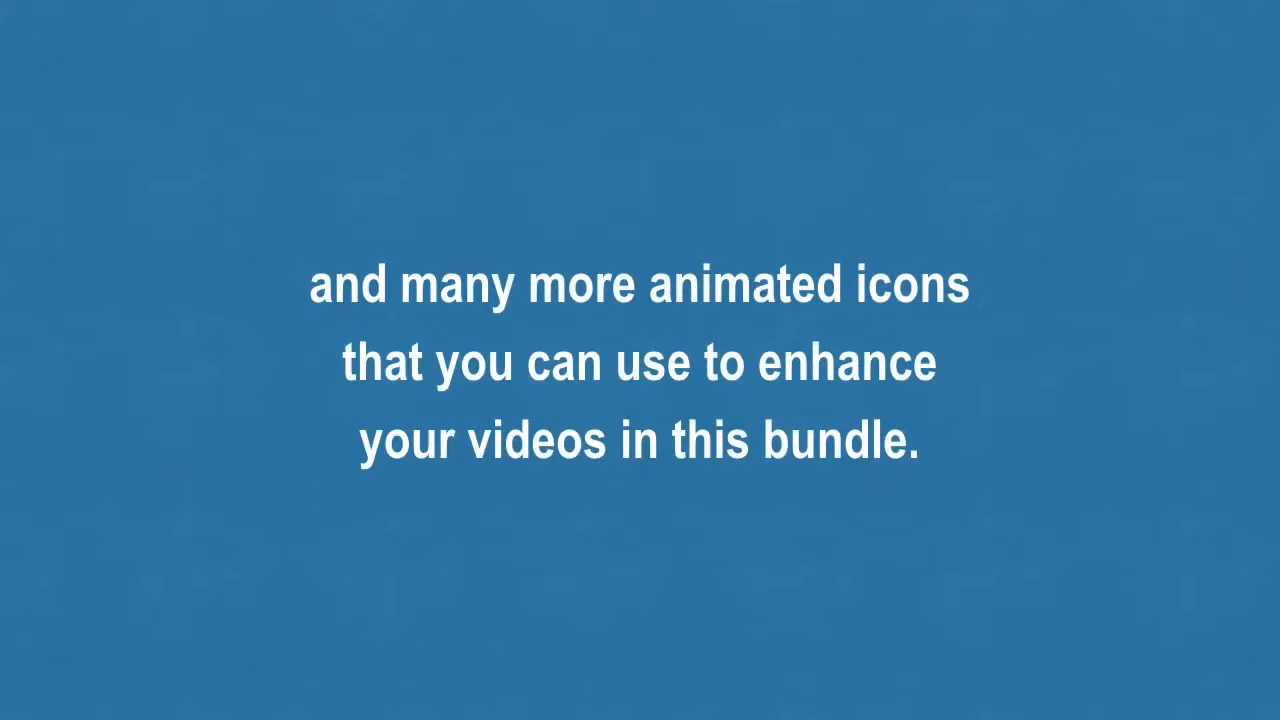 and many more animated icons
that you can use to enhance
your videos in this bundle.